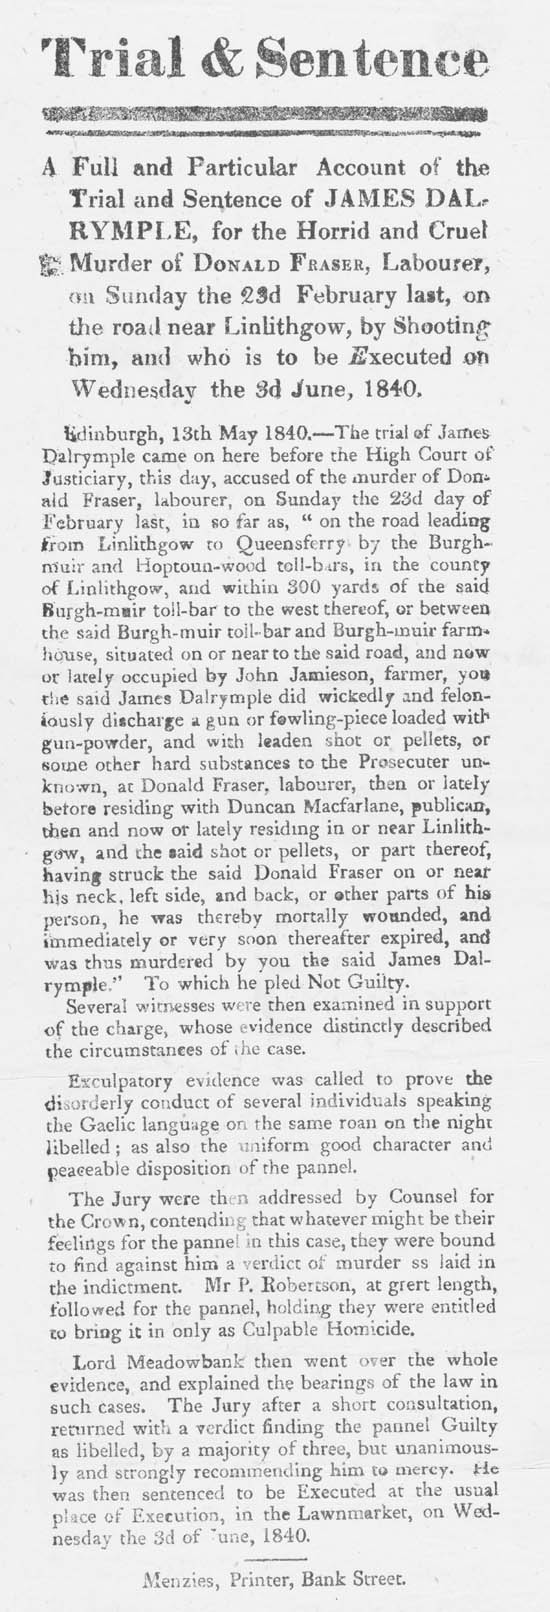 Trial & Sentence
A Full and Particular Account of the
Trial and Sentence of JAMES DAL-
RYMPLE, for the Horrid and Cruel
Murder of DONALD FRASER, Labourer,
on Sunday the 23d February last, on
the road near Linlithgow, by Shooting
him, and who is to be Executed on
Wednesday the 3d June, 1840.
Edinburgh, 13th May 1840.—The trial of James
Dalrymple came on here before the High Court of
Justiciary, this day, accused of the murder of Don-
ald Fraser, labourer, on Sunday the 23d day of
February last, in so far as, “ on the road leading
from Linlithgow to Queensferry by the Burgh-
muir and Hoptoun-wood toll-bars, in the county
of Linlithgow, and within 300 yards of the said
Burgh-muir toll-bar to the west thereof, or between
the said Burgh-muir toll-bar and Burgh-muir farm-
house, situated on or near to the said road, and now
or lately occupied by John Jamieson, farmer, you
the said James Dalrymple did wickedly and felon-
iously discharge a gun or fowling-piece loaded with
gun-powder, and with leaden shot or pellets, or
some other hard substances to the Prosecuter un-
known, at Donald Fraser, labourer, then or lately
before residing with Duncan Macfarlane, publican,
then and now or lately residing in or near Linlith-
gow, and the said shot or pellets, or part thereof,
having struck the said Donald Fraser on or near
his neck, left side, and back, or other parts of his
person, he was thereby mortally wounded, and
immediately or very soon thereafter expired, and
was thus murdered by you the said James Dal-
rymple.” To which he pled Not Guilty.
Several witnesses were then examined in support
of the charge, whose evidence distinctly described
the circumstances of the case.
Exculpatory evidence was called to prove the
disorderly conduct of several individuals speaking
the Gaelic language on the same roan on the night
libelled ; as also the uniform good character and
peaceable disposition of the pannel.
The Jury were then addressed by Counsel for
the Crown, contending that whatever might be their
feelings for the pannel in this case, they were bound
to find against him a verdict of murder ss laid in
the indictment. Mr P. Robertson, at grert length,
followed for the pannel, holding they were entitled
to bring it in only as Culpable Homicide.
Lord Meadowbank then went over the whole
evidence, and explained the bearings of the law in
such cases. The Jury after a short consultation,
returned with a verdict finding the pannel Guilty
as libelled, by a majority of three, but unanimous-
ly and strongly recommending him to mercy. He
was then sentenced to be Executed at the usual
place of Execution, in the Lawnmarket, on Wed-
nesday the 3d of June, 1840.
Menzies, Printer, Bank Street.